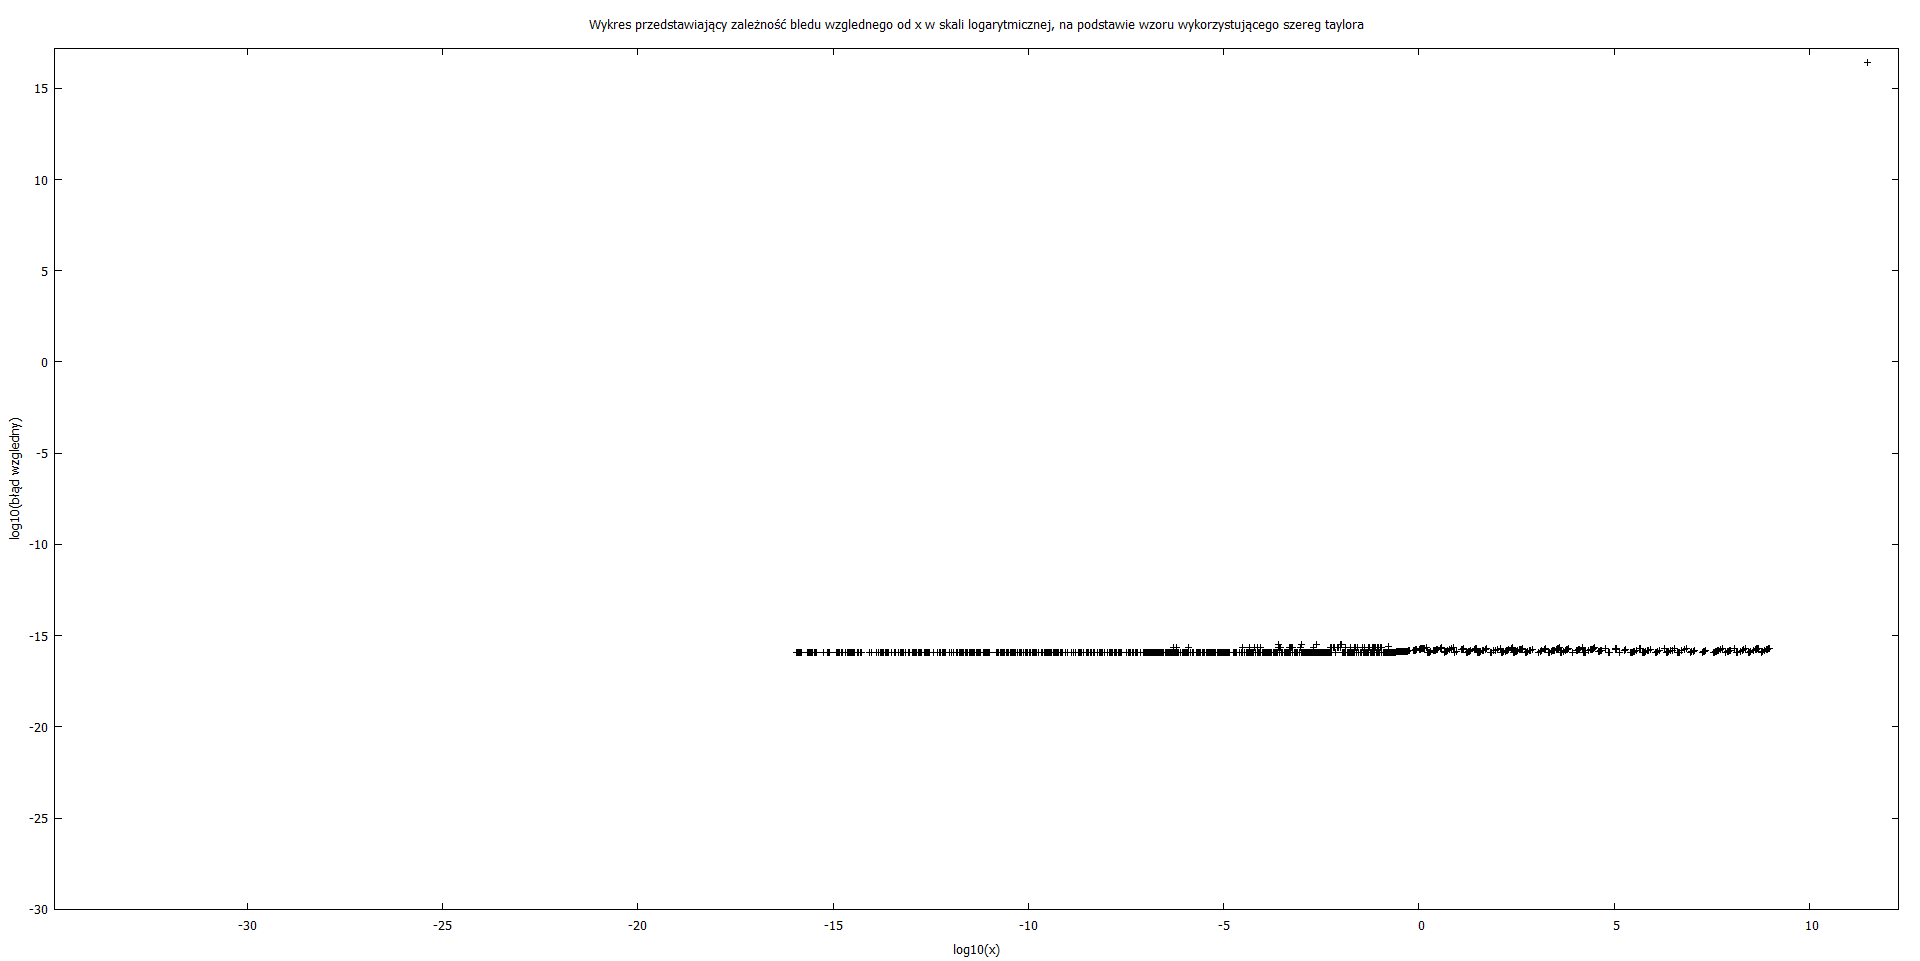 Wykres przedstawiający zależność bledu wzglednego od x w skali logarytmicznej, na podstawie wzoru wykorzystującego szereg taylora
15
10
5
0
-5
-10
-15
-20
-25
-30
log10(błąd wzgledny)
-30 -25 -20 -15 -10 -5 0 5 10
log10(x)